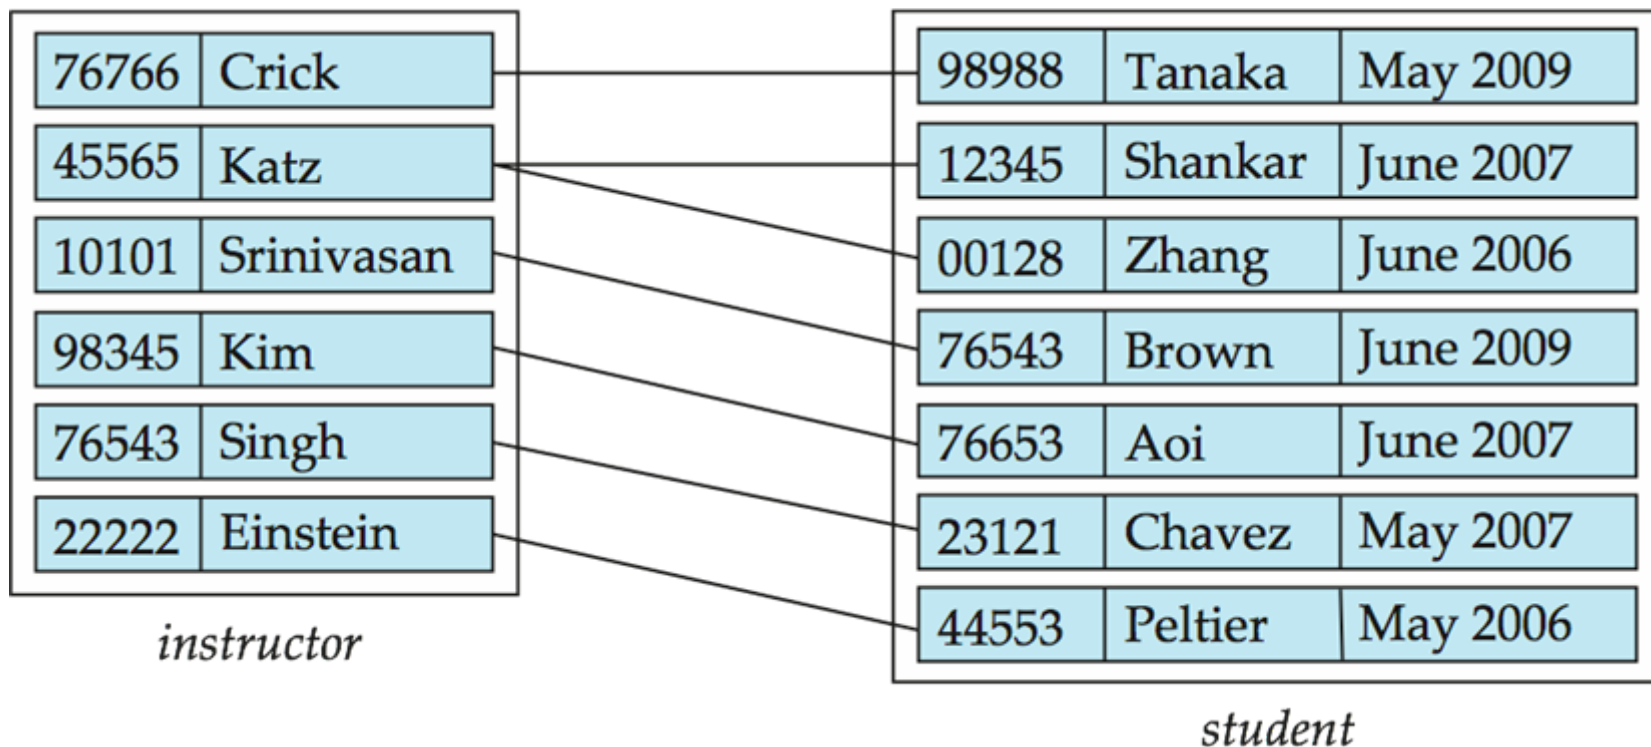 76766 Crick
45565 Katz
10101 Srinivasan
98345 Kim
76543 Singh
22222 Einstein
instructor
98988 Tanaka May 2009
12345 Shankar June 2007
00128 Zhang June 2006
76543 Brown June 2009
76653 Aoi June 2007
23121 Chavez May 2007
44553 Peltier May 2006
student